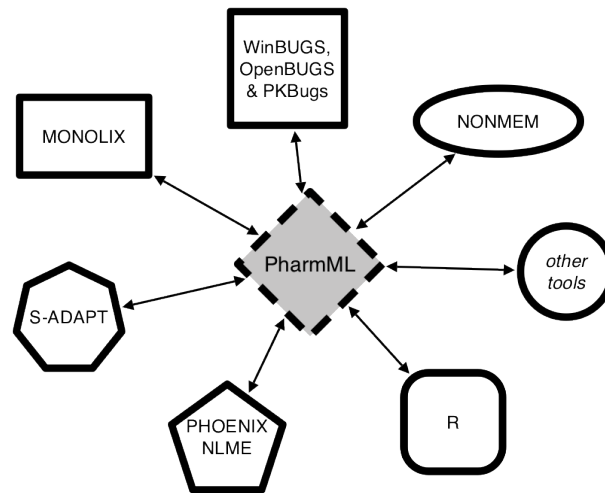 WinBUGS,
OpenBUGS
& PKBugs
MONOLIX
NONMEM
PharmML
other
tools
S-ADAPT
PHOENIX
NLME
R